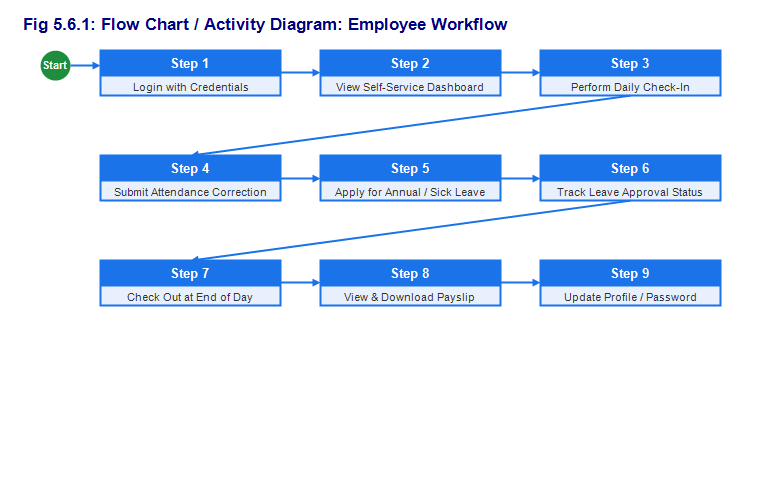 Fig 5.6.1: Flow Chart / Activity Diagram: Employee Workflow
Start
Step 1
Login with Credentials
Step 2
View Self-Service Dashboard
Step 3
Perform Daily Check-In
Step 4
Submit Attendance Correction
Step 5
Apply for Annual / Sick Leave
Step 6
Track Leave Approval Status
Step 7
Check Out at End of Day
Step 8
View & Download Payslip
Step 9
Update Profile / Password